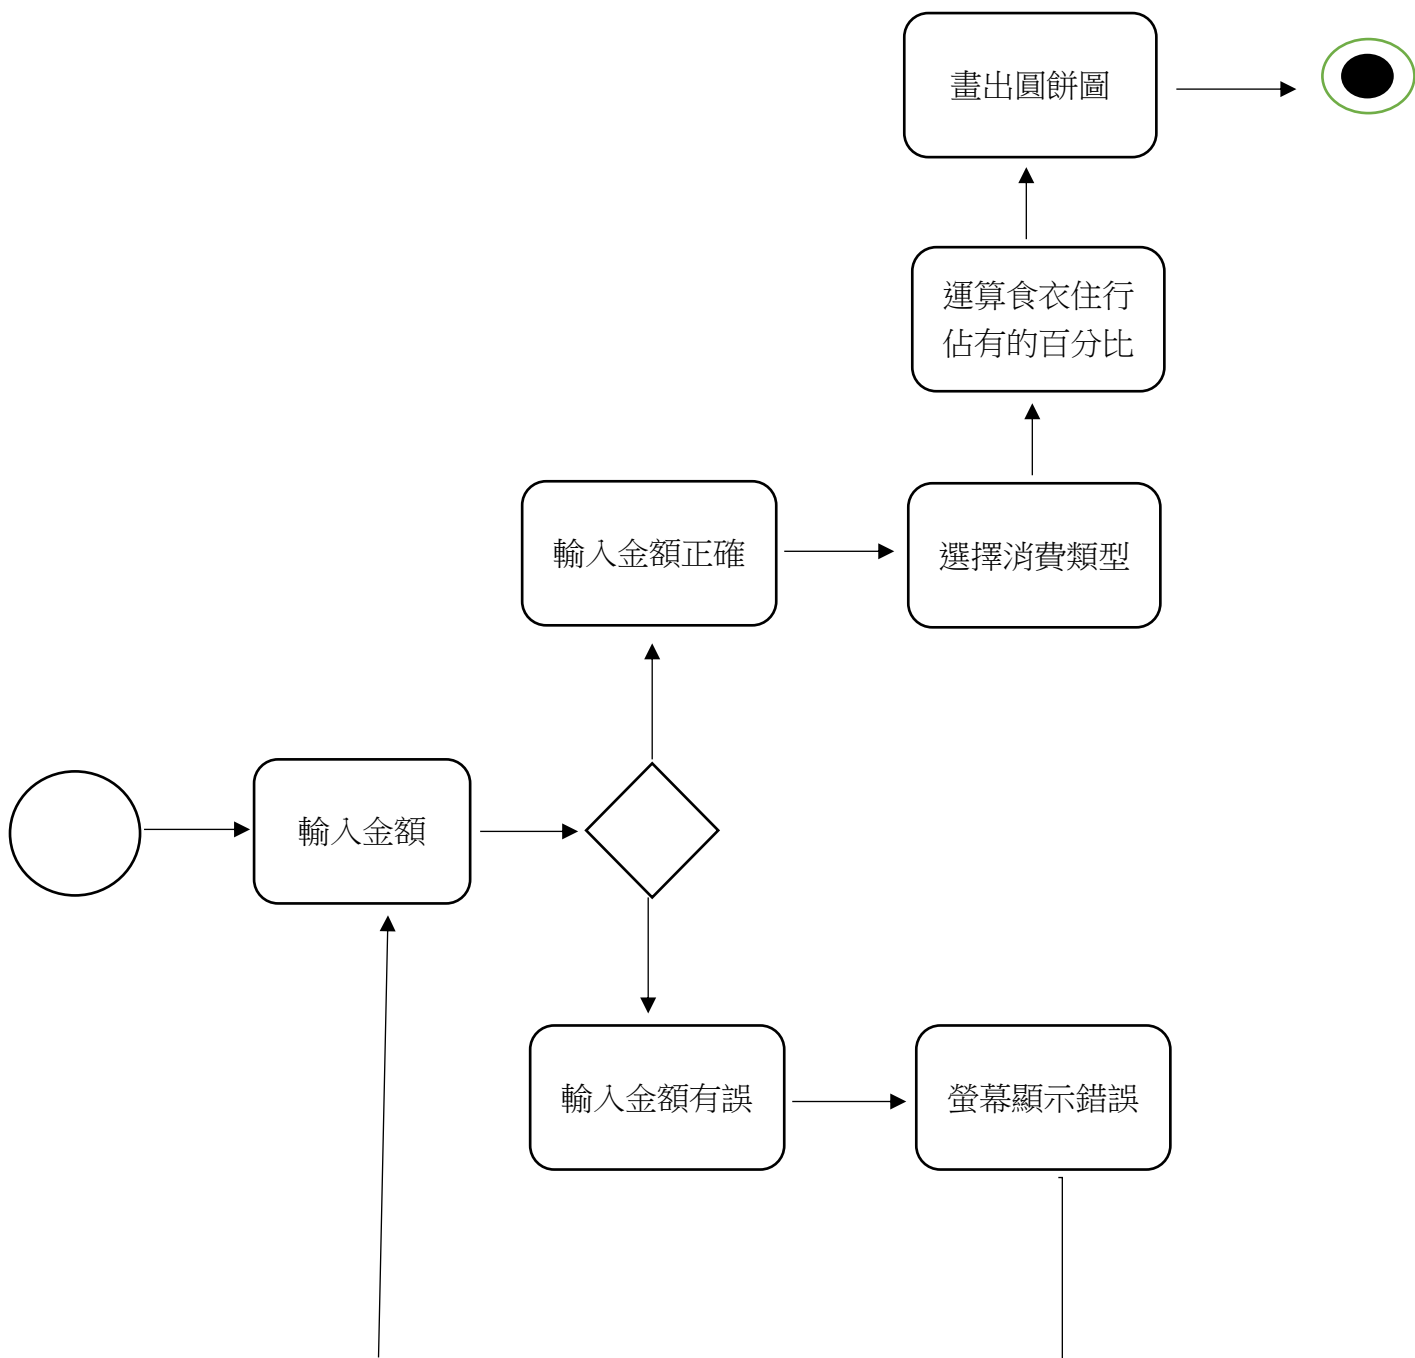 畫出圓餅圖
運算食衣住行
佔有的百分比
輸入金額正確
選擇消費類型
輸入金額
輸入金額有誤
螢幕顯示錯誤